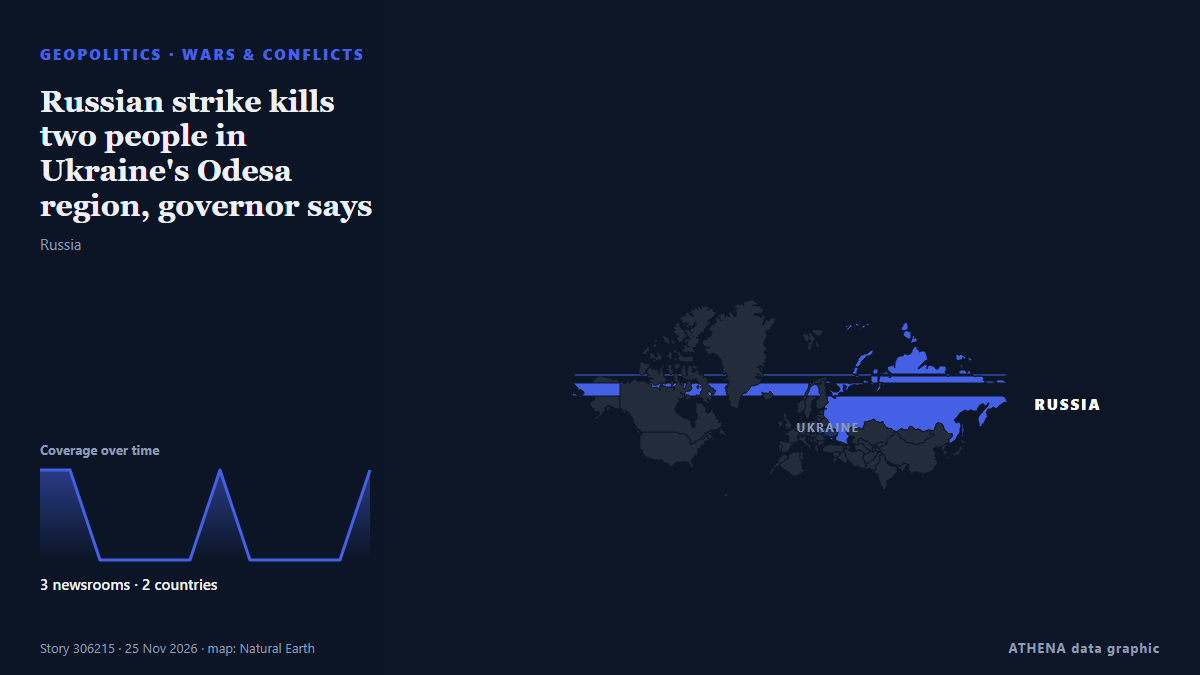 GEOPOLITICS · WARS & CONFLICTS
Russian strike kills
two people in
Ukraine's Odesa
region, governor says
Russia
RUSSIA
UKRAINE
Coverage over time
3 newsrooms · 2 countries
Story 306215 · 25 Nov 2026 · map: Natural Earth
ATHENA data graphic